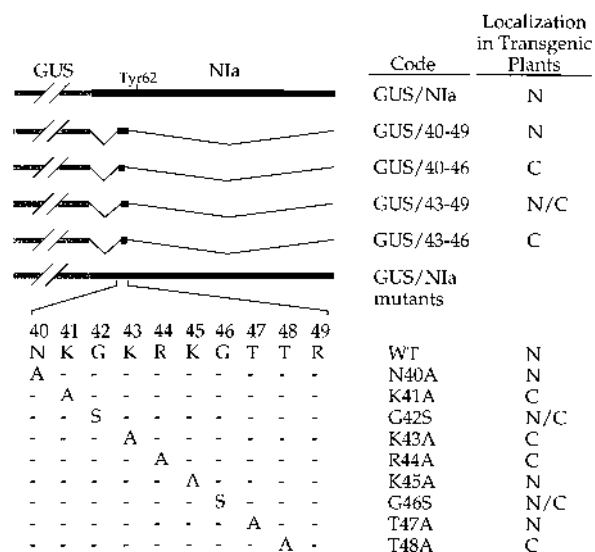 Localization
in Transgenic
GUS Tyr62 NIa Code Plants
GUS/NIa N
GUS/40-49 N
GUS/40-46 C
GUS/43-49 N/C
GUS/43-46 C
GUS/NIa
mutants
40 41 42 43 44 45 46 47 48 49
N K G K R K G T T R WT N
A - - - - - - - - - N40A N
- A - - - - - - - - K41A C
- - S - - - - - - - G42S N/C
- - - A - - - - - - K43A C
- - - - A - - - - - R44A C
- - - - - A - - - - K45A N
- - - - - - S - - - G46S N/C
- - - - - - - A - - T47A N
- - - - - - - - A - T48A C